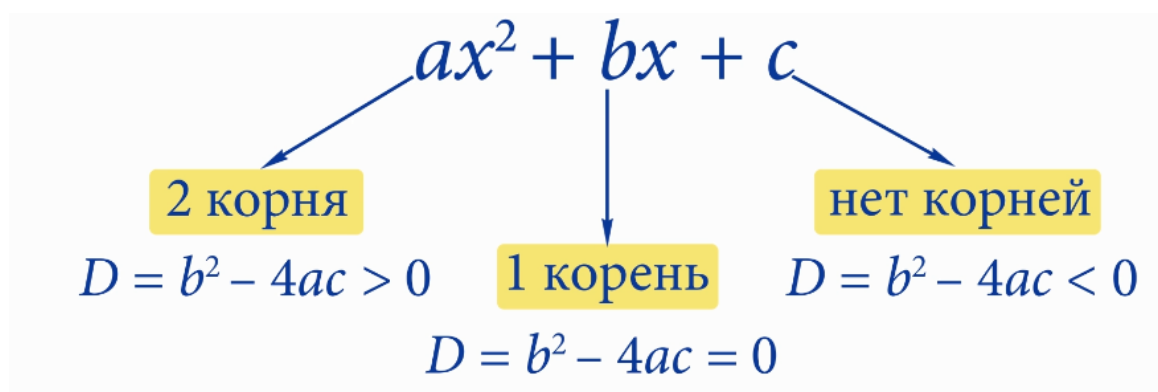 ax² + bx + c
2 корня
D = b² – 4ac > 0
1 корень
D = b² – 4ac = 0
нет корней
D = b² – 4ac < 0